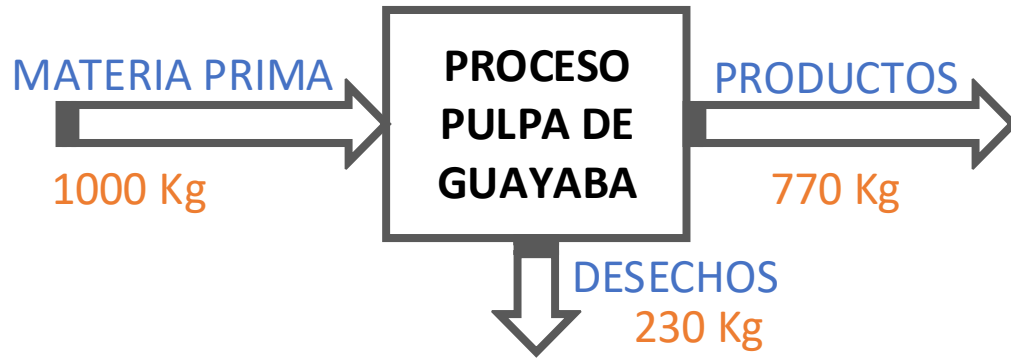 MATERIA PRIMA
1000 Kg
PROCESO
PULPA DE
GUAYABA
PRODUCTOS
770 Kg
DESECHOS
230 Kg